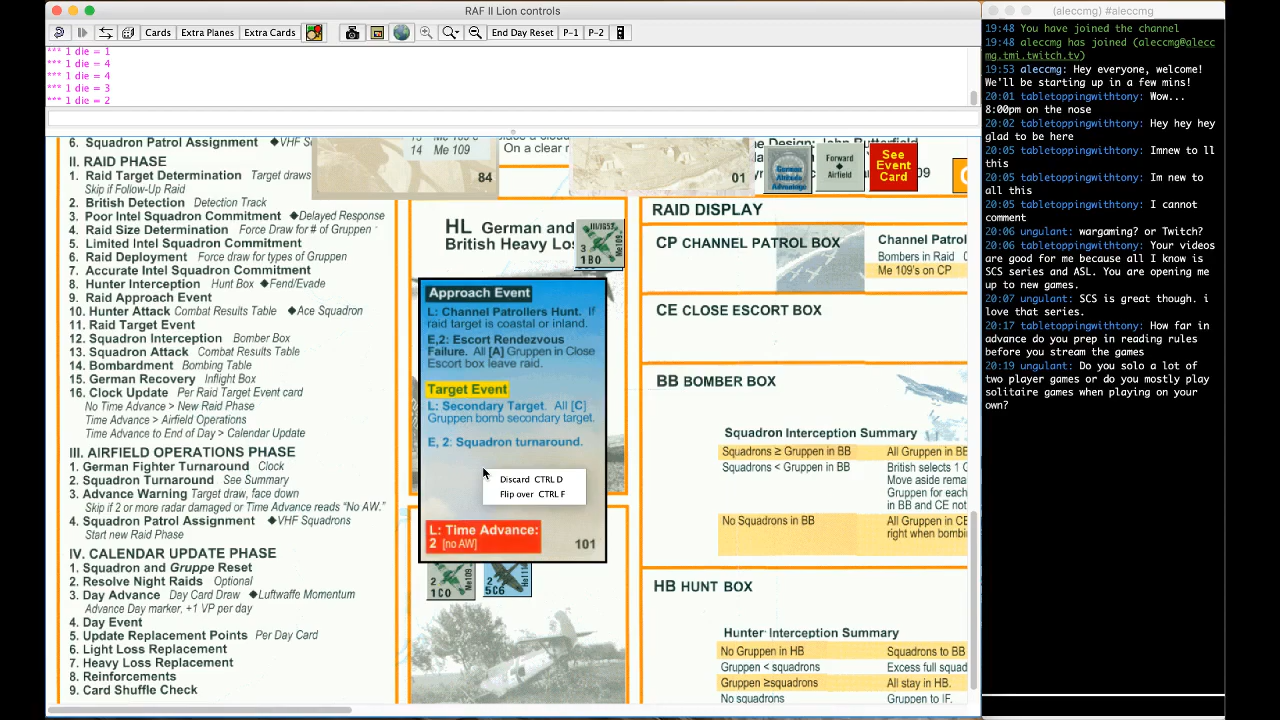 RAF II Lion controls
Cards
Extra Planes
Extra Cards
End Day Reset
P-1
P-2
*** 1 die = 1
*** 1 die = 4
*** 1 die = 4
*** 1 die = 3
*** 1 die = 2
6. Squadron Patrol Assignment
II. RAID PHASE
1. Raid Target Determination Target draws
Skip if Follow-Up Raid
2. British Detection Detection Track
3. Poor Intel Squadron Commitment ◆Delayed Response
4. Raid Size Determination Force Draw for # of Gruppen
5. Limited Intel Squadron Commitment
6. Raid Deployment Force draw for types of Gruppen
7. Accurate Intel Squadron Commitment
8. Hunter Interception Hunt Box ◆Fend/Evade
9. Raid Approach Event
10. Hunter Attack Combat Results Table ◆Ace Squadron
11. Raid Target Event
12. Squadron Interception Bomber Box
13. Squadron Attack Combat Results Table
14. Bombardment Bombing Table
15. German Recovery Inflight Box
16. Clock Update Per Raid Target Event card
No Time Advance > New Raid Phase
Time Advance > Airfield Operations
Time Advance to End of Day > Calendar Update
III. AIRFIELD OPERATIONS PHASE
1. German Fighter Turnaround Clock
2. Squadron Turnaround See Summary
3. Advance Warning Target draw, face down
Skip if 2 or more radar damaged or Time Advance reads “No AW.”
4. Squadron Patrol Assignment ◆VHF Squadrons
Start new Raid Phase
IV. CALENDAR UPDATE PHASE
1. Squadron and Gruppe Reset
2. Resolve Night Raids Optional
3. Day Advance Day Card Draw ◆Luftwaffe Momentum
Advance Day marker, +1 VP per day
4. Day Event
5. Update Replacement Points Per Day Card
6. Light Loss Replacement
7. Heavy Loss Replacement
8. Reinforcements
9. Card Shuffle Check
14 Me 109
84
On a clear
01
German
Altitude
Advantage
Forward
◆
Airfield
See
Event
Card
HL German and
British Heavy
III/JG52
3
1B0
Me109
Approach Event
L: Channel Patrollers Hunt. If
raid target is coastal or inland.
E,2: Escort Rendezvous
Failure. All [A] Gruppen in Close
Escort box leave raid.
Target Event
L: Secondary Target. All [C]
Gruppen bomb secondary target.
E, 2: Squadron turnaround.
Discard CTRL D
Flip over CTRL F
L: Time Advance:
2 [no AW]
101
2
1C0
Me109
2
5C6
RAID DISPLAY
CP CHANNEL PATROL BOX
Channel Patrol
Bombers in Raid
Me 109's on CP
CE CLOSE ESCORT BOX
BB BOMBER BOX
Squadron Interception Summary
Squadrons ≥ Gruppen in BB All Gruppen in
Squadrons < Gruppen in BB British selects 1
Move aside
Gruppen for each
in BB and CE not
No Squadrons in BB All Gruppen in CE
right when
HB HUNT BOX
Hunter Interception Summary
No Gruppen in HB Squadrons to BB
Gruppen < squadrons Excess full
Gruppen ≥squadrons All stay in HB.
No squadrons Gruppen to IF.
(aleccmg) #aleccmg
19:48 You have joined the channel
19:48 aleccmg has joined (aleccmg@alecc
mg.tmi.twitch.tv)
19:53 aleccmg: Hey everyone, welcome!
We'll be starting up in a few mins!
20:01 tabletoppingwithtony: Wow...
8:00pm on the nose
20:02 tabletoppingwithtony: Hey hey hey
glad to be here
20:05 tabletoppingwithtony: Imnew to ll
this
20:05 tabletoppingwithtony: Im new to
all this
20:05 tabletoppingwithtony: I cannot
comment
20:06 ungulant: wargaming? or Twitch?
20:06 tabletoppingwithtony: Your videos
are good for me because all I know is
SCS series and ASL. You are opening me
up to new games.
20:07 ungulant: SCS is great though. i
love that series.
20:17 tabletoppingwithtony: How far in
advance do you prep in reading rules
before you stream the games
20:19 ungulant: Do you solo a lot of
two player games or do you mostly play
solitaire games when playing on your
own?